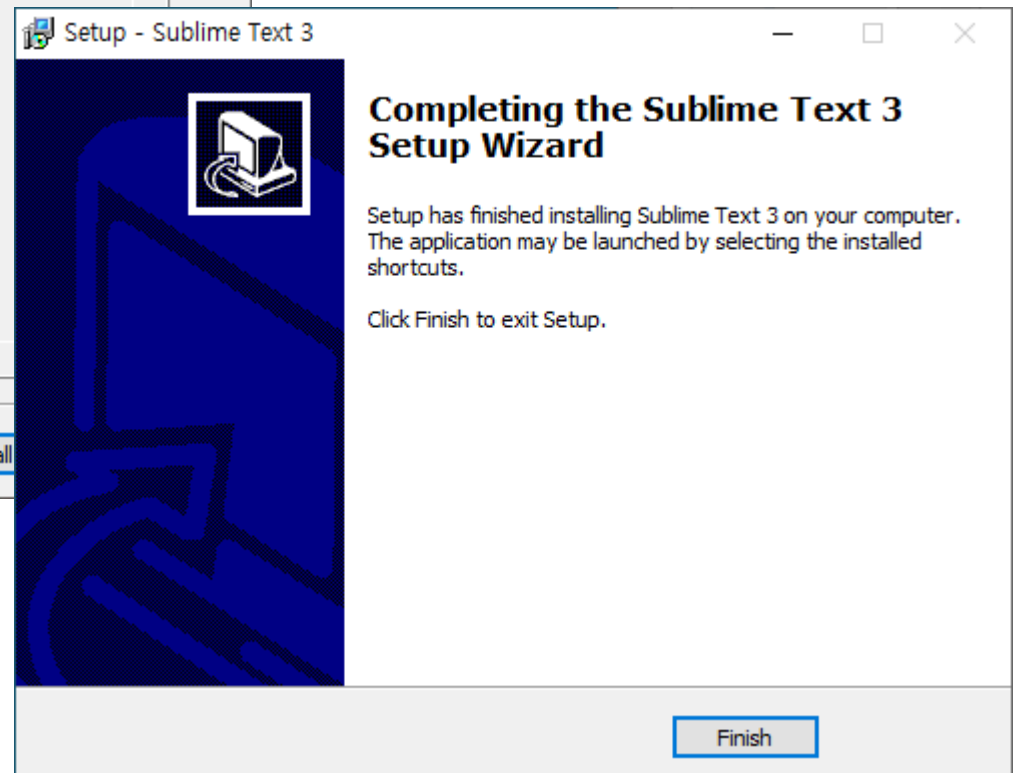 Setup - Sublime Text 3
Completing the Sublime Text 3
Setup Wizard
Setup has finished installing Sublime Text 3 on your computer.
The application may be launched by selecting the installed
shortcuts.
Click Finish to exit Setup.
all
Finish